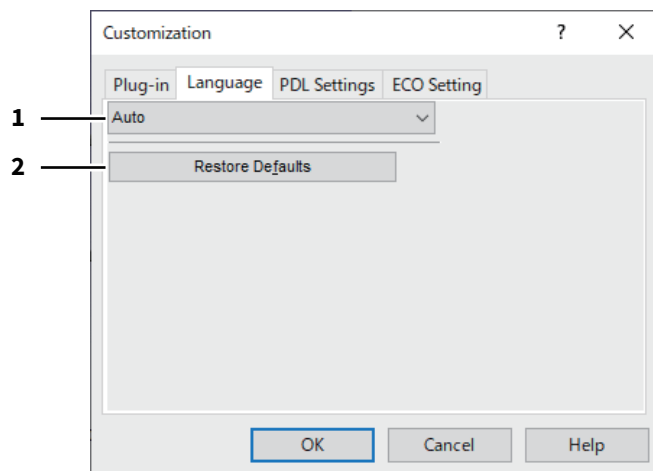 Customization ? ×
Plug-in Language PDL Settings ECO Setting
1 Auto
2 Restore Defaults
OK Cancel Help